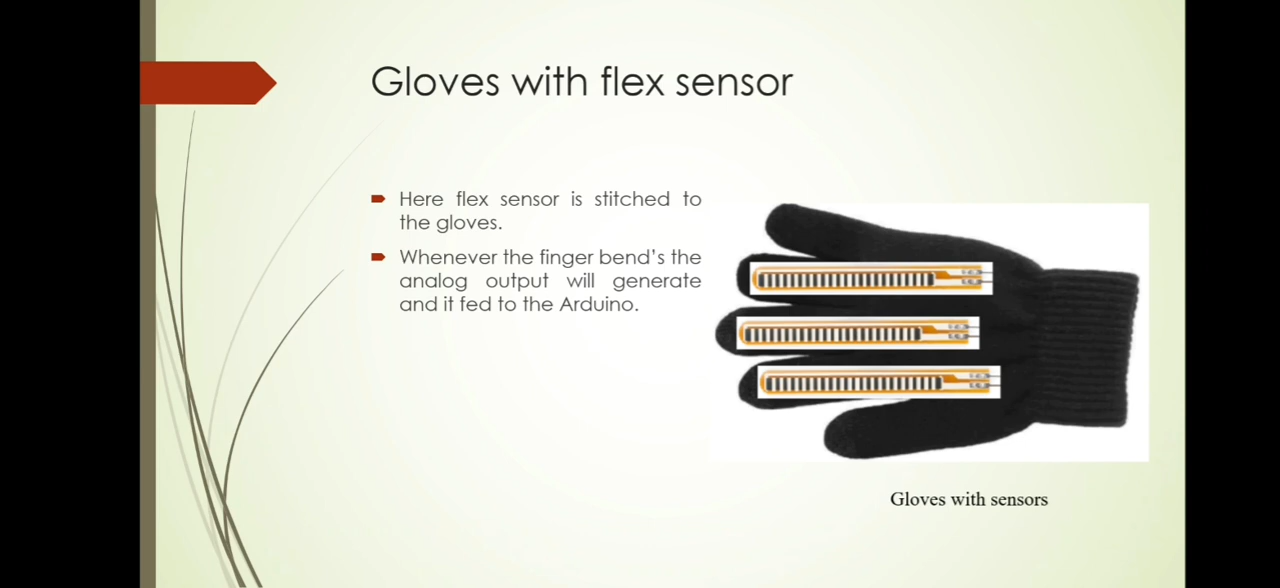 Gloves with flex sensor
Here flex sensor is stitched to
the gloves.
Whenever the finger bend's the
analog output will generate
and it fed to the Arduino.
Gloves with sensors